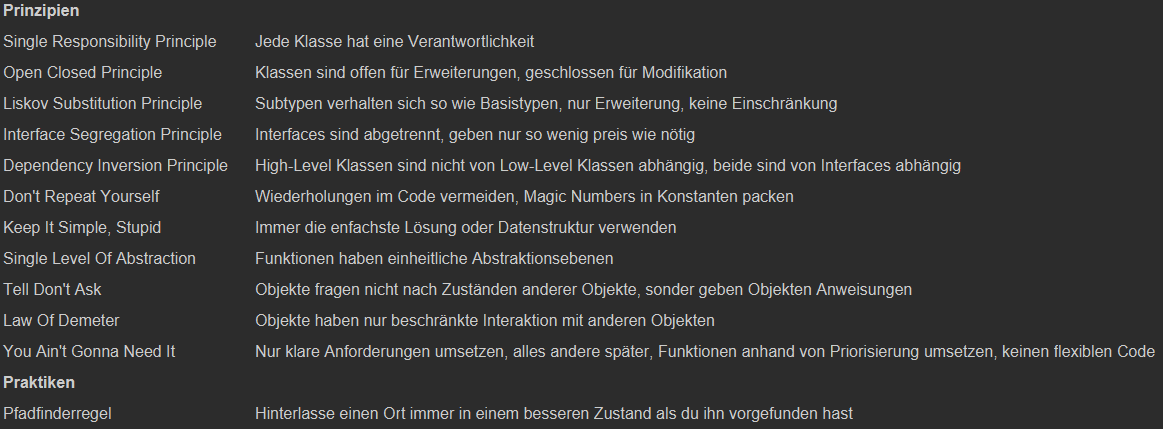 Prinzipien
Single Responsibility Principle Jede Klasse hat eine Verantwortlichkeit
Open Closed Principle Klassen sind offen für Erweiterungen, geschlossen für Modifikation
Liskov Substitution Principle Subtypen verhalten sich so wie Basistypen, nur Erweiterung, keine Einschränkung
Interface Segregation Principle Interfaces sind abgetrennt, geben nur so wenig preis wie nötig
Dependency Inversion Principle High-Level Klassen sind nicht von Low-Level Klassen abhängig, beide sind von Interfaces abhängig
Don't Repeat Yourself Wiederholungen im Code vermeiden, Magic Numbers in Konstanten packen
Keep It Simple, Stupid Immer die enfachste Lösung oder Datenstruktur verwenden
Single Level Of Abstraction Funktionen haben einheitliche Abstraktionsebenen
Tell Don't Ask Objekte fragen nicht nach Zuständen anderer Objekte, sonder geben Objekten Anweisungen
Law Of Demeter Objekte haben nur beschränkte Interaktion mit anderen Objekten
You Ain't Gonna Need It Nur klare Anforderungen umsetzen, alles andere später, Funktionen anhand von Priorisierung umsetzen, keinen flexiblen Code
Praktiken
Pfadfinderregel Hinterlasse einen Ort immer in einem besseren Zustand als du ihn vorgefunden hast